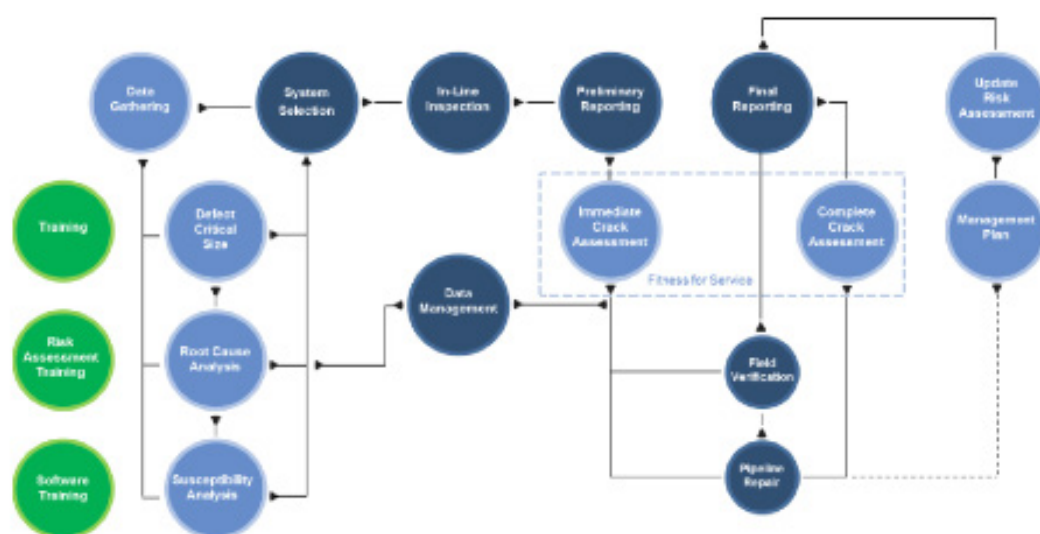 Data
Gathering
System
Selection
In-Line
Inspection
Preliminary
Reporting
Final
Reporting
Update
Risk
Assessment
Training
Defect
Critical
Size
Immediate
Crack
Assessment
Complete
Crack
Assessment
Management
Plan
Fitness for Service
Data
Management
Risk
Assessment
Training
Root Cause
Analysis
Field
Verification
Software
Training
Susceptibility
Analysis
Pipeline
Repair